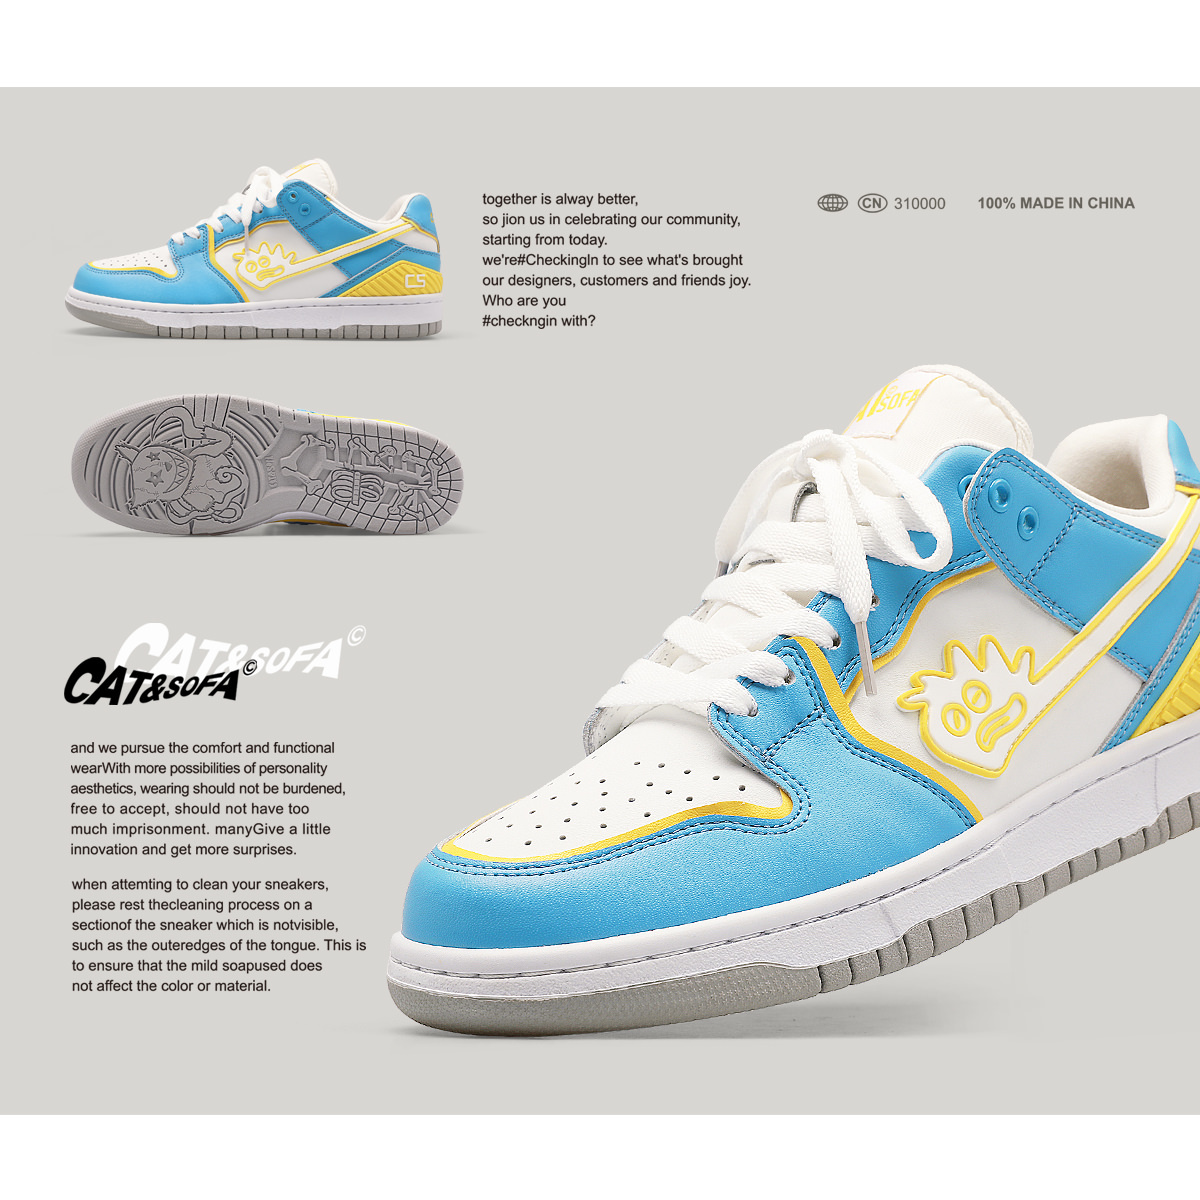 together is alway better,
so jion us in celebrating our community,
starting from today.
we're#CheckingIn to see what's brought
our designers, customers and friends joy.
Who are you
#checkngin with?
CN 310000 100% MADE IN CHINA
CS
&SOFA
CAT&SOFA©
CAT&SOFA©
and we pursue the comfort and functional
wearWith more possibilities of personality
aesthetics, wearing should not be burdened,
free to accept, should not have too
much imprisonment. manyGive a little
innovation and get more surprises.
when attemting to clean your sneakers,
please rest thecleaning process on a
sectionof the sneaker which is notvisible,
such as the outeredges of the tongue. This is
to ensure that the mild soapused does
not affect the color or material.